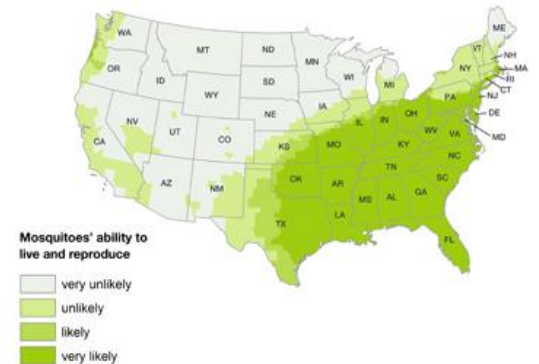 ME
WA
MT
ND
MN
VT
NH
OR
ID
SD
WI
NY
MA
RI
WY
MI
CT
IA
PA
NJ
NE
NV
UT
IL
IN
OH
DE
CO
WV
MD
CA
KS
MO
KY
VA
NC
TN
AZ
NM
OK
AR
SC
MS
AL
GA
TX
LA
FL
Mosquitoes' ability to
live and reproduce
very unlikely
unlikely
likely
very likely